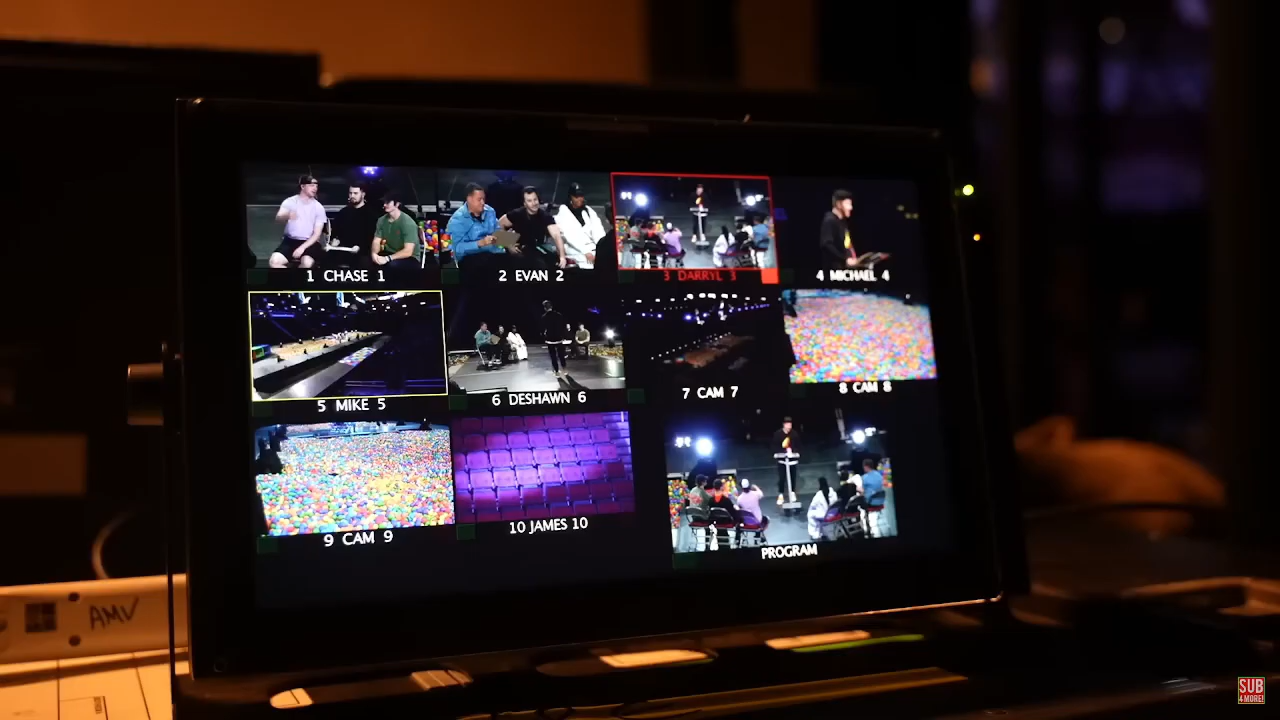 1 CHASE 1
2 EVAN 2
3 DARRYL 3
4 MICHAEL 4
5 MIKE 5
6 DESHAWN 6
7 CAM 7
8 CAM 8
9 CAM 9
10 JAMES 10
PROGRAM
AMV
SUB
4 MORE!